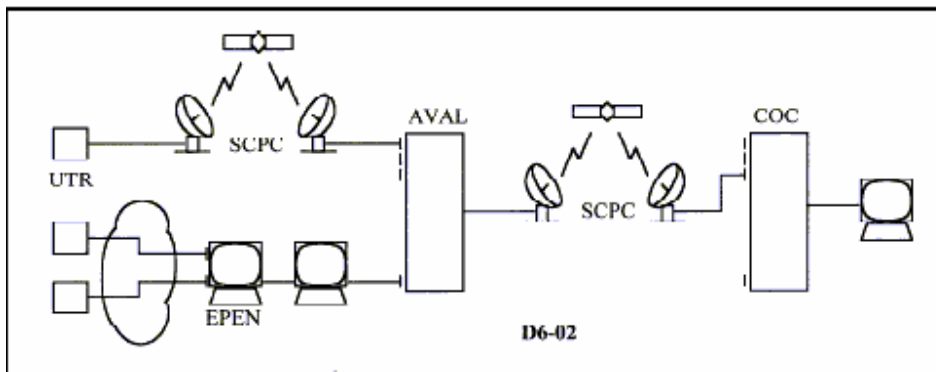 AVAL
COC
SCPC
UTR
SCPC
EPEN
D6-02